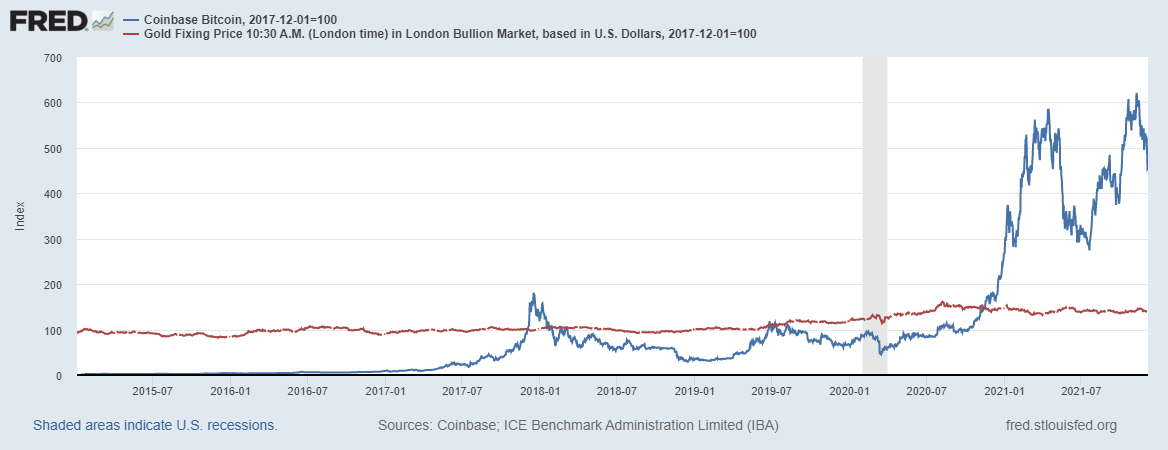 FRED
Coinbase Bitcoin, 2017-12-01=100
Gold Fixing Price 10:30 A.M. (London time) in London Bullion Market, based in U.S. Dollars, 2017-12-01=100
700
600
500
400
300
200
100
0
Index
2015-07 2016-01 2016-07 2017-01 2017-07 2018-01 2018-07 2019-01 2019-07 2020-01 2020-07 2021-01 2021-07
Shaded areas indicate U.S. recessions. Sources: Coinbase; ICE Benchmark Administration Limited (IBA) fred.stlouisfed.org